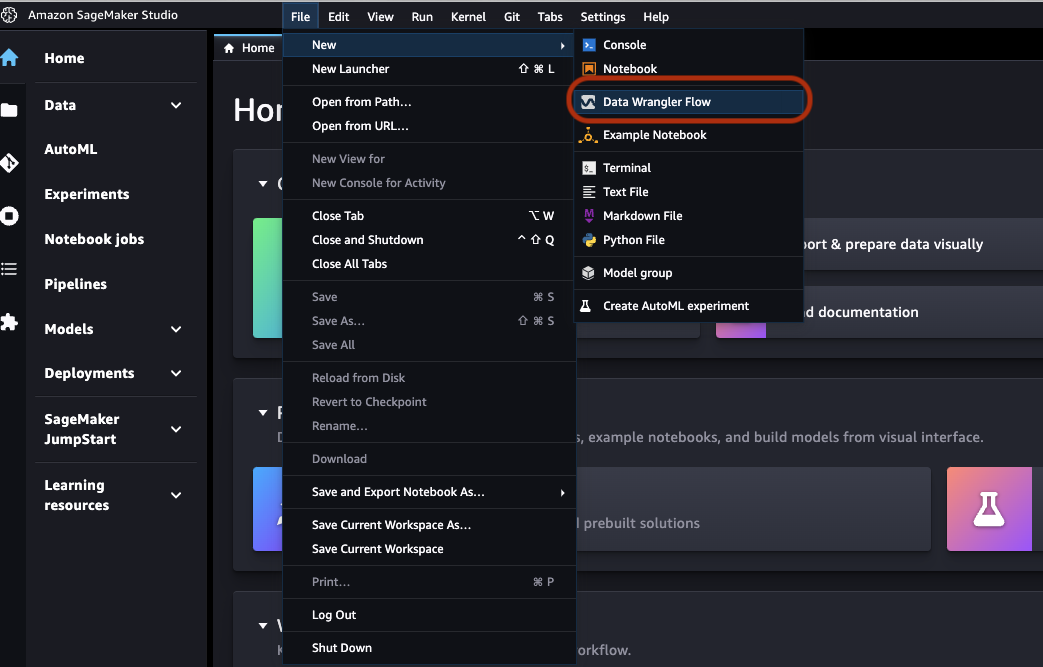 Amazon SageMaker Studio
File Edit View Run Kernel Git Tabs Settings Help
Home
Data
AutoML
Experiments
Notebook jobs
Pipelines
Models
Deployments
SageMaker
JumpStart
Learning
resources
Home
New
New Launcher ⇧ ⌘ L
Open from Path...
Open from URL...
New View for
New Console for Activity
Close Tab ⌥ W
Close and Shutdown ^ ⇧ Q
Close All Tabs
Save ⌘ S
Save As... ⇧ ⌘ S
Save All
Reload from Disk
Revert to Checkpoint
Rename...
Download
Save and Export Notebook As...
Save Current Workspace As...
Save Current Workspace
Print... ⌘ P
Log Out
Shut Down
Console
Notebook
Data Wrangler Flow
Example Notebook
Terminal
Text File
Markdown File
Python File
Model group
Create AutoML experiment
& prepare data visually
documentation
, example notebooks, and build models from visual interface.
prebuilt solutions